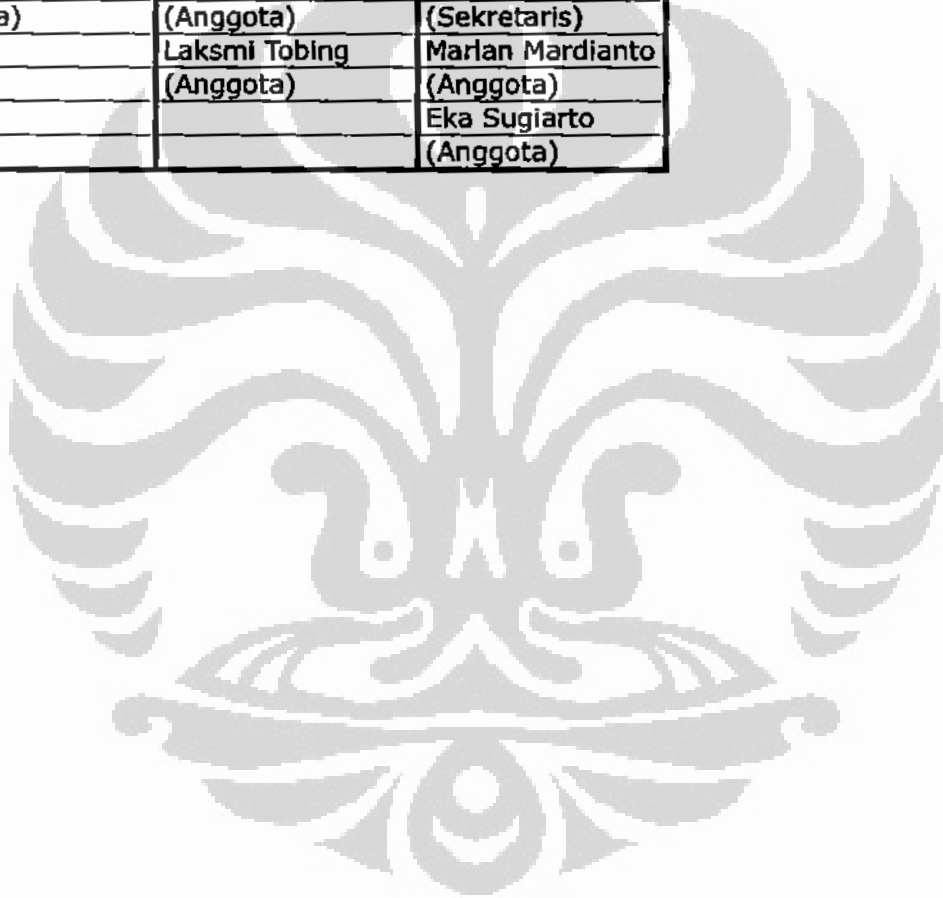 a) (Anggota) (Sekretaris)
Laksmi Tobing Marlan Mardianto
(Anggota) (Anggota)
Eka Sugiarto
(Anggota)